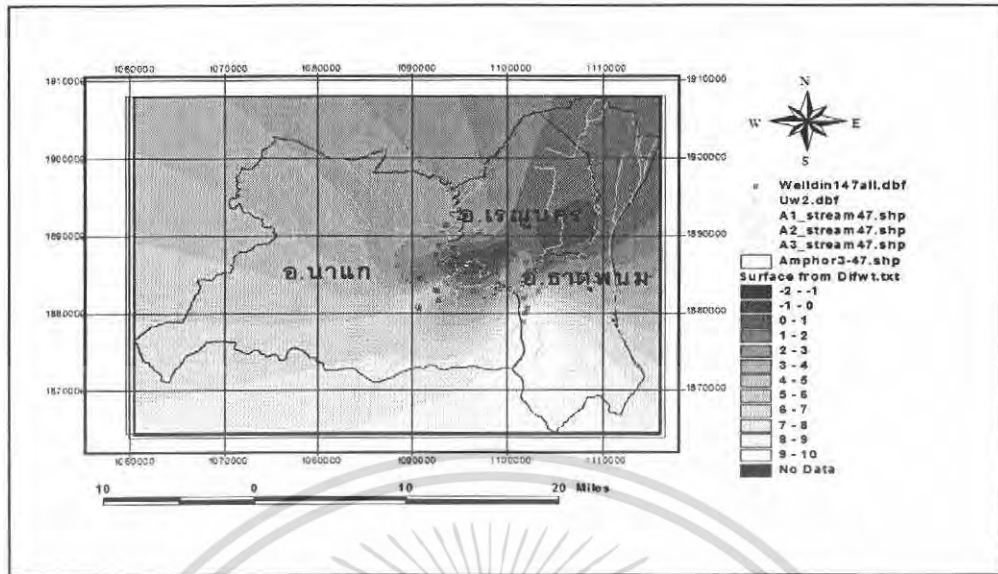 1060000 1070000 1080000 1090000 1100000 1110000
1910000 1910000
1900000 1900000
1890000 1890000
1880000 1880000
1870000 1870000
1060000 1070000 1080000 1090000 1100000 1110000
อ.เรณูนคร
อ.นาแก
อ.ธาตุพนม
10 0 10 20 Miles
N
W E
S
Welldin147all.dbf
Uw2.dbf
A1_stream47.shp
A2_stream47.shp
A3_stream47.shp
Amphor3-47.shp
Surface from Difwt.txt
-2 - -1
-1 - 0
0 - 1
1 - 2
2 - 3
3 - 4
4 - 5
5 - 6
6 - 7
7 - 8
8 - 9
9 - 10
No Data